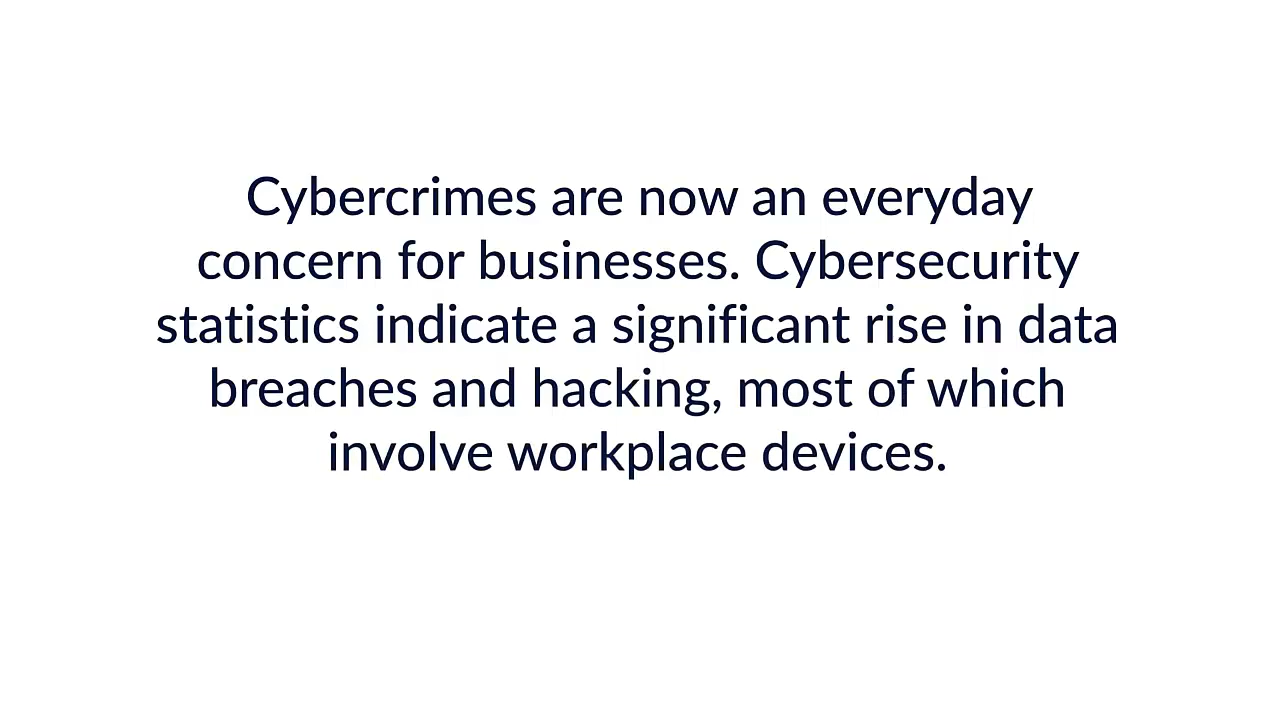 Cybercrimes are now an everyday
concern for businesses. Cybersecurity
statistics indicate a significant rise in data
breaches and hacking, most of which
involve workplace devices.